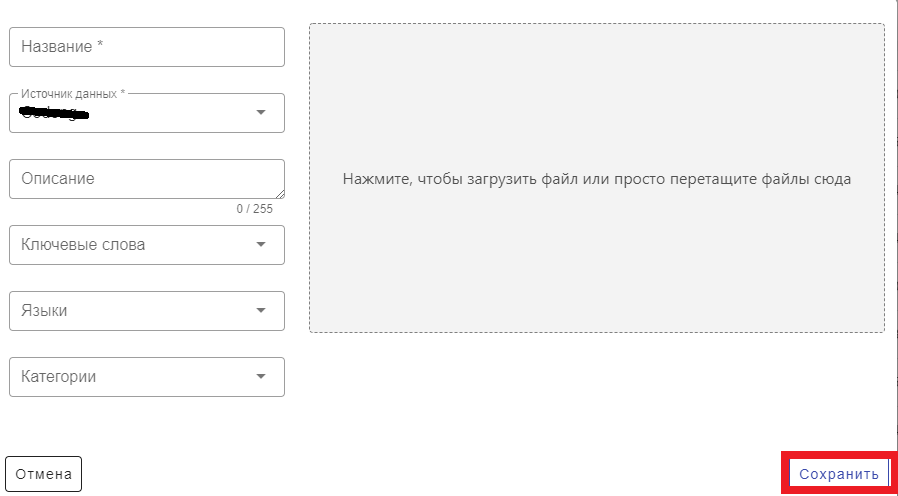 Название *
Источник данных *
Описание
0 / 255
Ключевые слова
Языки
Категории
Нажмите, чтобы загрузить файл или просто перетащите файлы сюда
Отмена
Сохранить